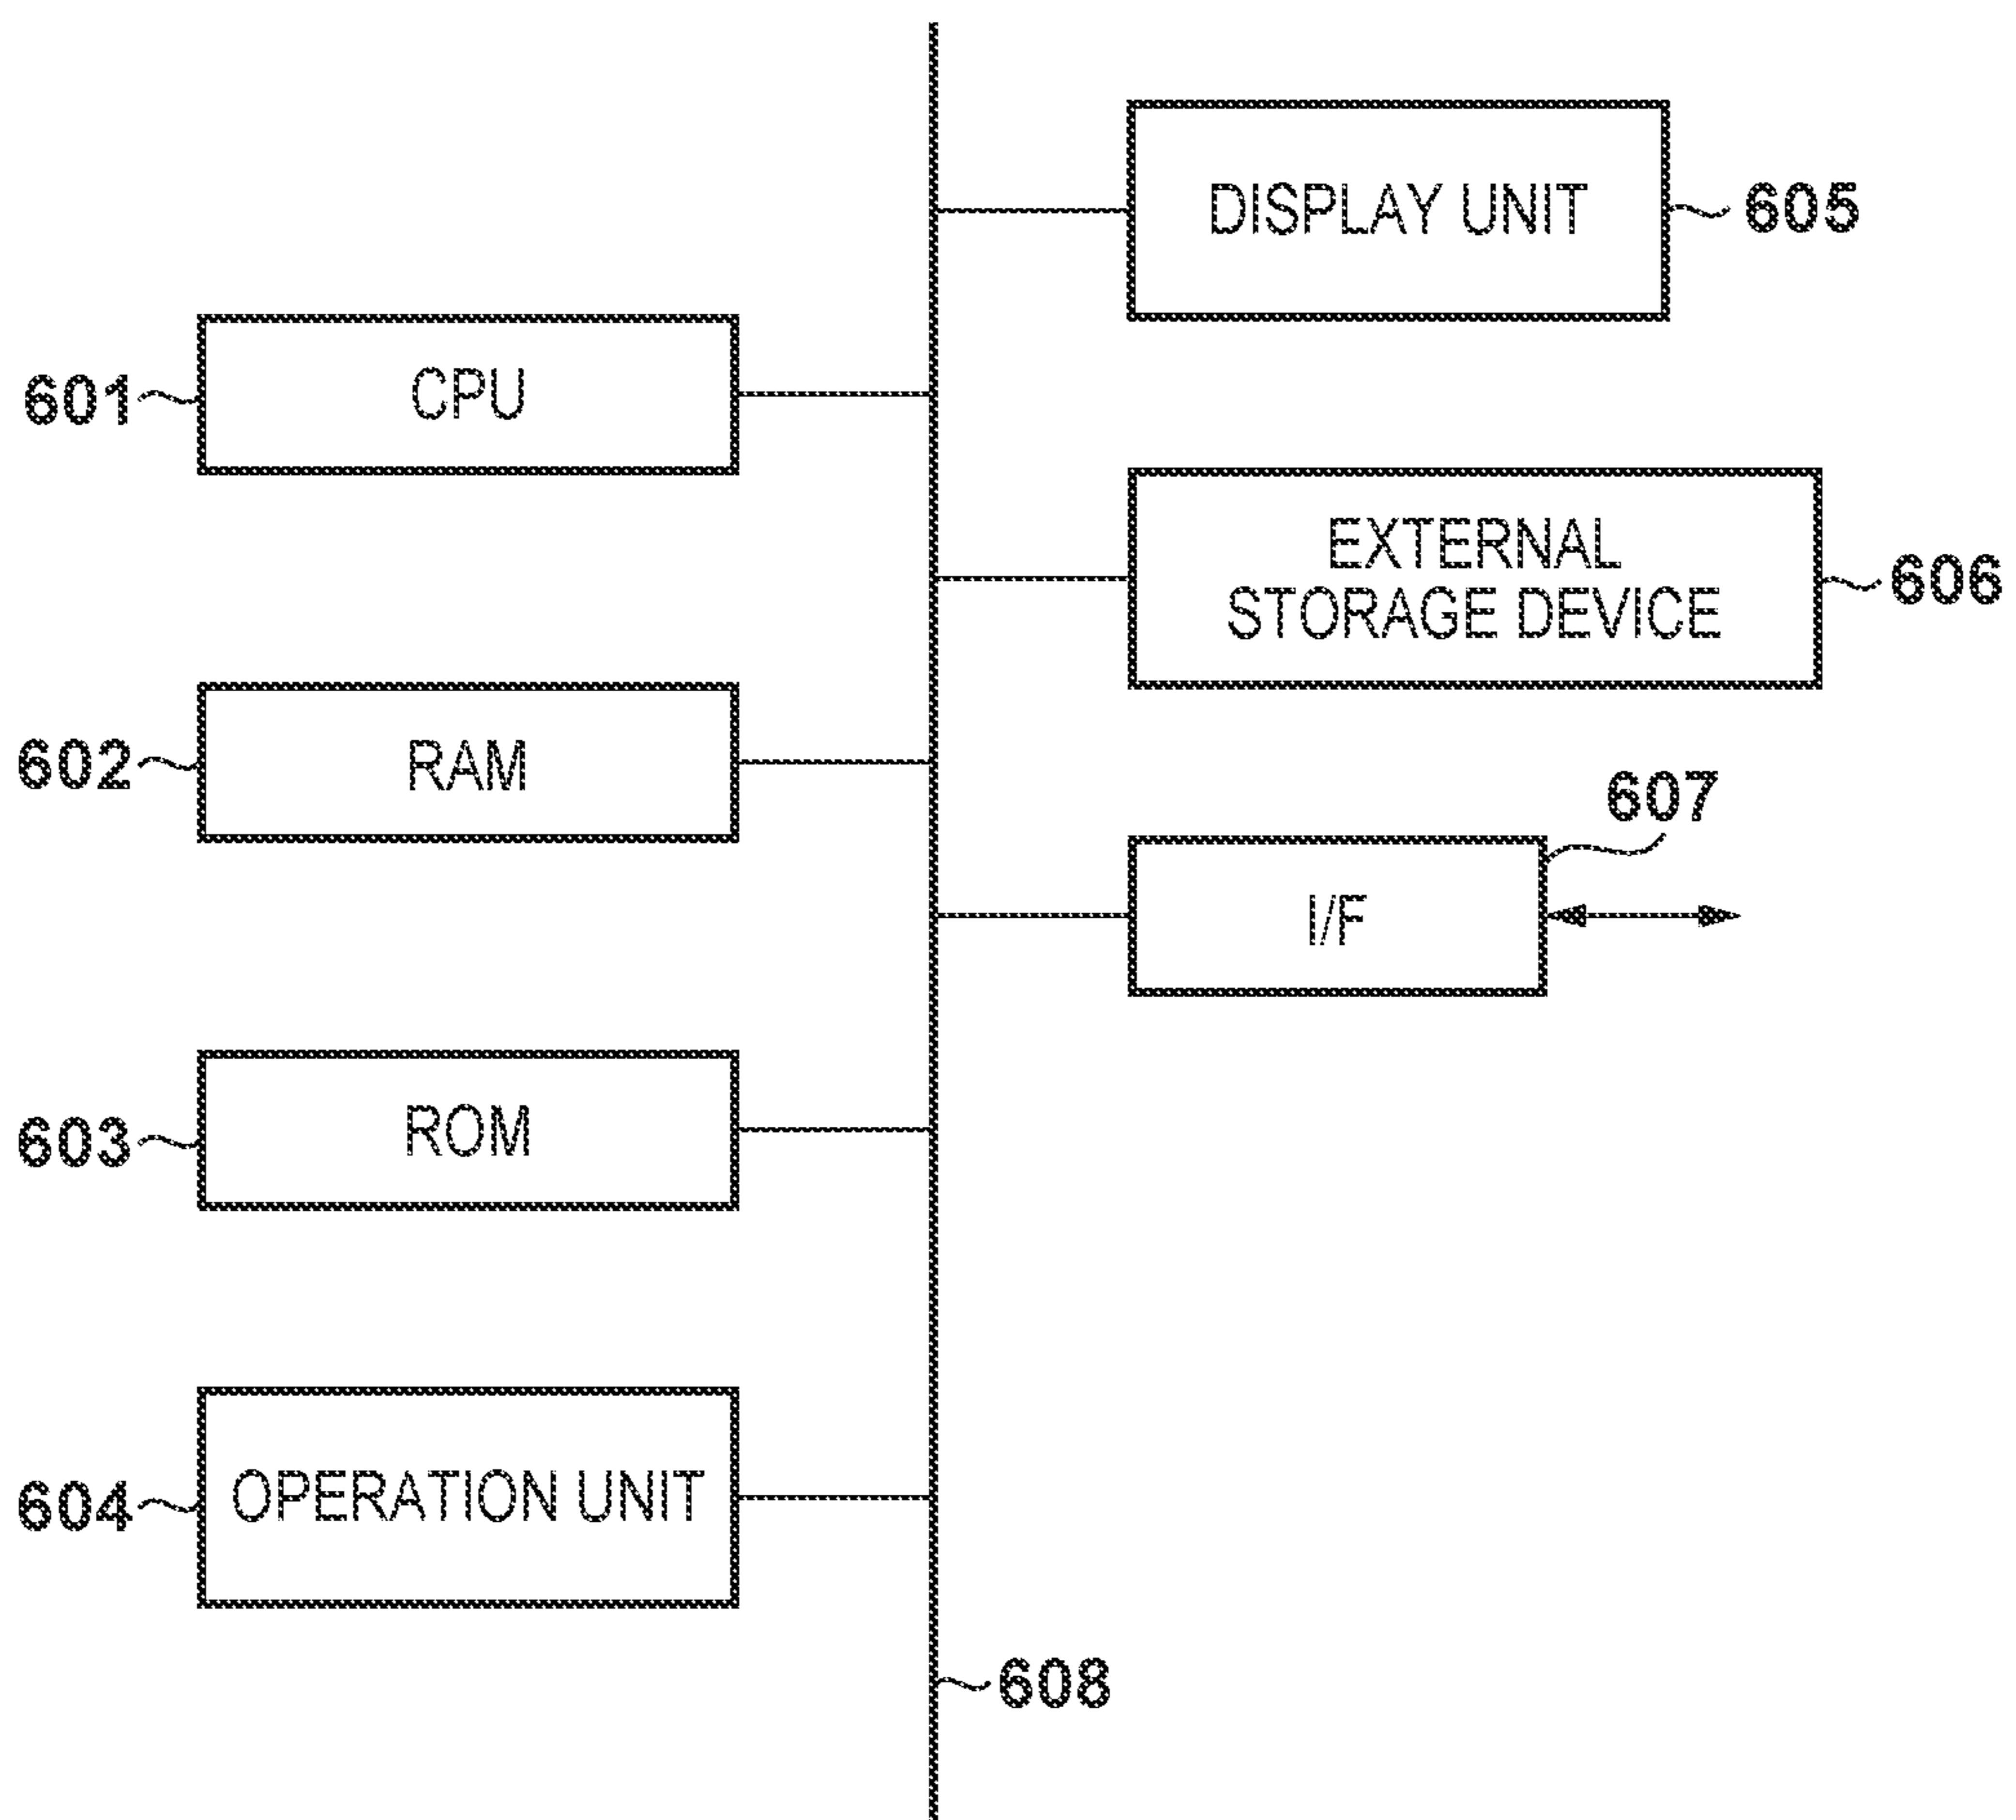 DISPLAY UNIT
605
601
CPU
EXTERNAL
STORAGE DEVICE
606
602
RAM
607
I/F
603
ROM
604
OPERATION UNIT
608